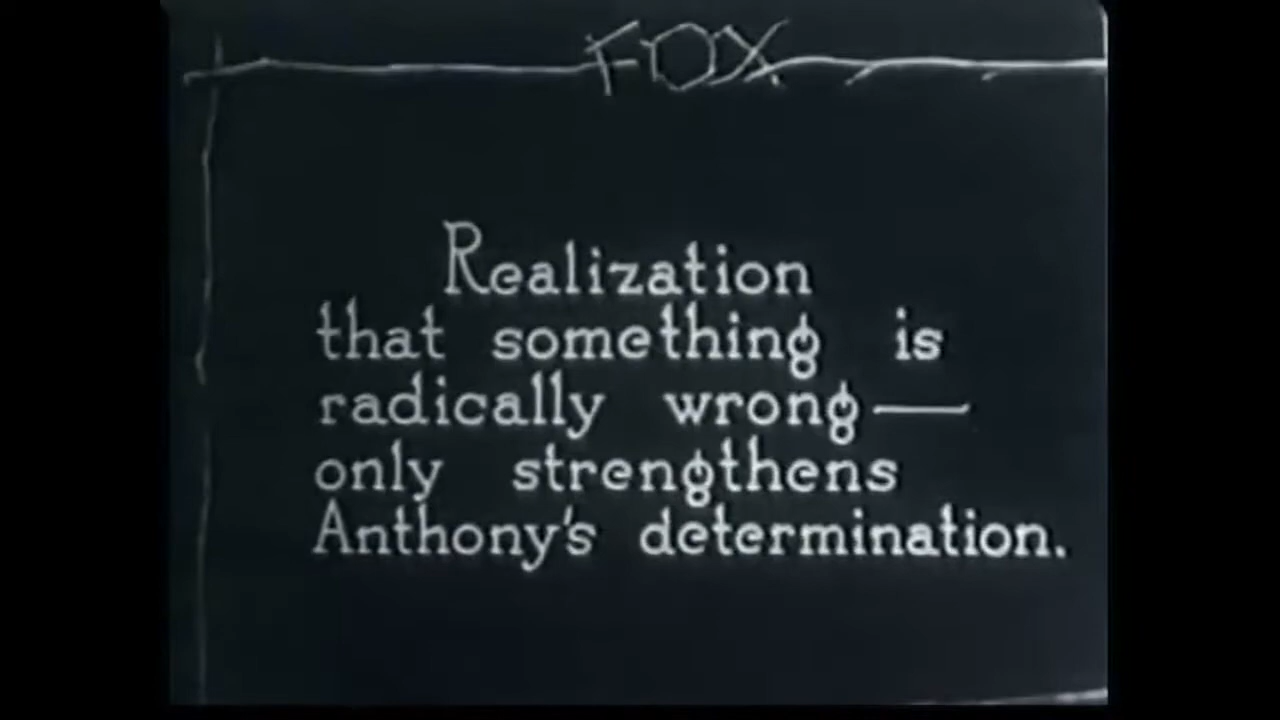 FOX
Realization
that something is
radically wrong—
only strengthens
Anthony's determination.